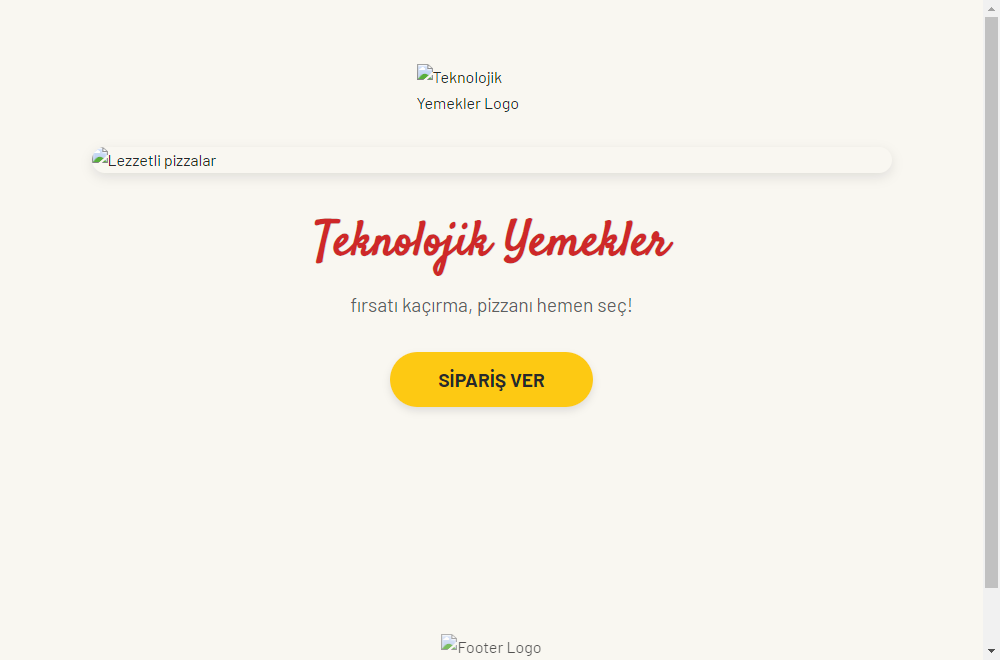 Teknolojik
Yemekler Logo
Lezzetli pizzalar
Teknolojik Yemekler
fırsatı kaçırma, pizzanı hemen seç!
SİPARİŞ VER
Footer Logo